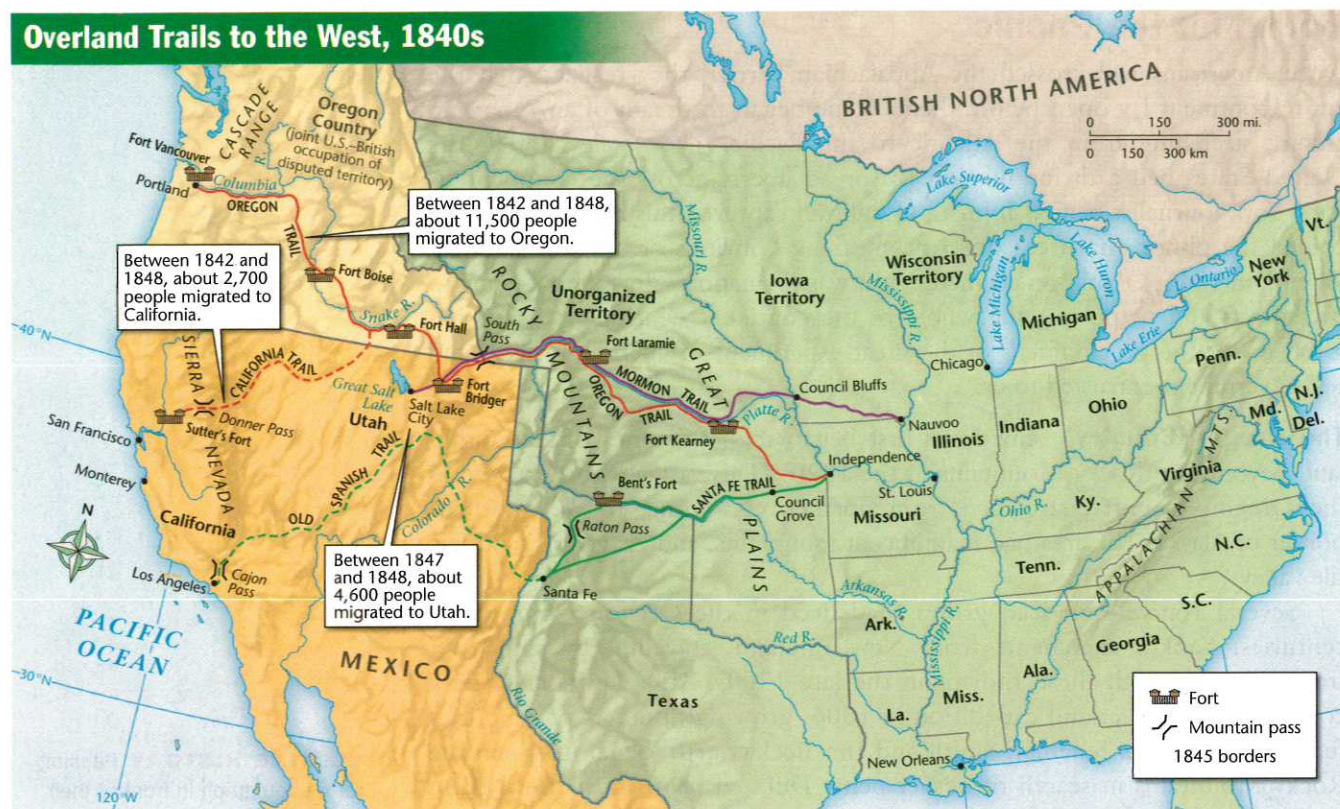 Overland Trails to the West, 1840s
BRITISH NORTH AMERICA
0 150 300 mi.
0 150 300 km
CASCADE
RANGE
Oregon
Country
(joint U.S.–British
occupation of
disputed territory)
Fort Vancouver
Portland
Columbia R.
OREGON
TRAIL
Between 1842 and 1848,
about 11,500 people
migrated to Oregon.
Between 1842 and
1848, about 2,700
people migrated to
California.
Fort Boise
Snake R.
Fort Hall
South
Pass
ROCKY
MOUNTAINS
Unorganized
Territory
Missouri R.
Iowa
Territory
Wisconsin
Territory
Mississippi R.
Lake Superior
Lake Michigan
Lake Huron
L. Ontario
Lake Erie
Michigan
New
York
Vt.
40°N
SIERRA
NEVADA
CALIFORNIA TRAIL
Donner Pass
Sutter's Fort
San Francisco
Monterey
California
Great Salt
Lake
Salt Lake
City
Utah
Fort
Bridger
Fort Laramie
MORMON TRAIL
OREGON
TRAIL
GREAT
PLAINS
Platte R.
Fort Kearney
Council Bluffs
Nauvoo
Chicago
Illinois
Indiana
Ohio
Penn.
N.J.
Md.
Del.
Virginia
APPALACHIAN MTS.
Independence
St. Louis
Missouri
Ohio R.
Ky.
Tenn.
N.C.
S.C.
Georgia
Ala.
Miss.
Mississippi R.
Ark.
Arkansas R.
La.
New Orleans
Red R.
Texas
Rio Grande
SANTA FE TRAIL
Council
Grove
Bent's Fort
Raton Pass
Santa Fe
OLD SPANISH TRAIL
Colorado R.
Between 1847
and 1848, about
4,600 people
migrated to Utah.
Los Angeles
Cajon
Pass
N
PACIFIC
OCEAN
MEXICO
30°N
120°W
Fort
Mountain pass
1845 borders